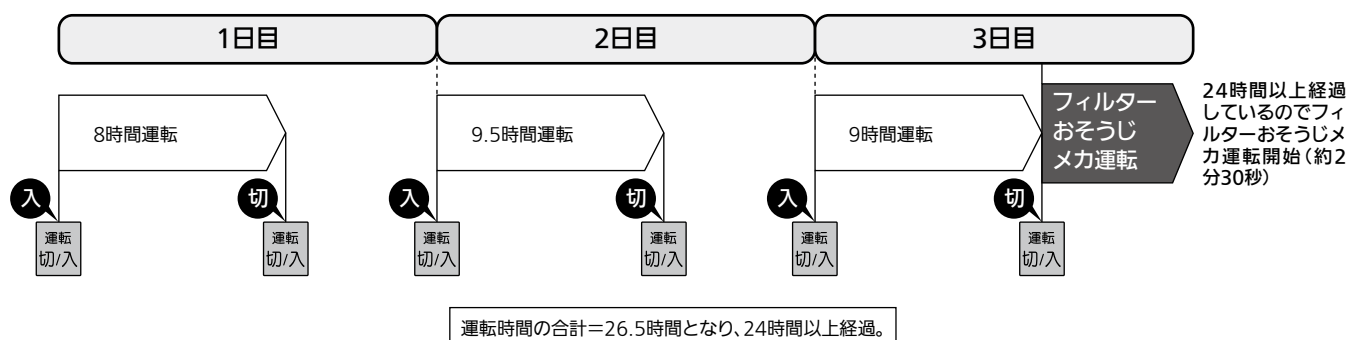 1日目
2日目
3日目
8時間運転
9.5時間運転
9時間運転
フィルター
おそうじ
メカ運転
24時間以上経過
しているのでフィ
ルターおそうじメ
カ運転開始（約2
分30秒）
入
切
入
切
入
切
運転
切/入
運転
切/入
運転
切/入
運転
切/入
運転
切/入
運転
切/入
運転時間の合計＝26.5時間となり、24時間以上経過。